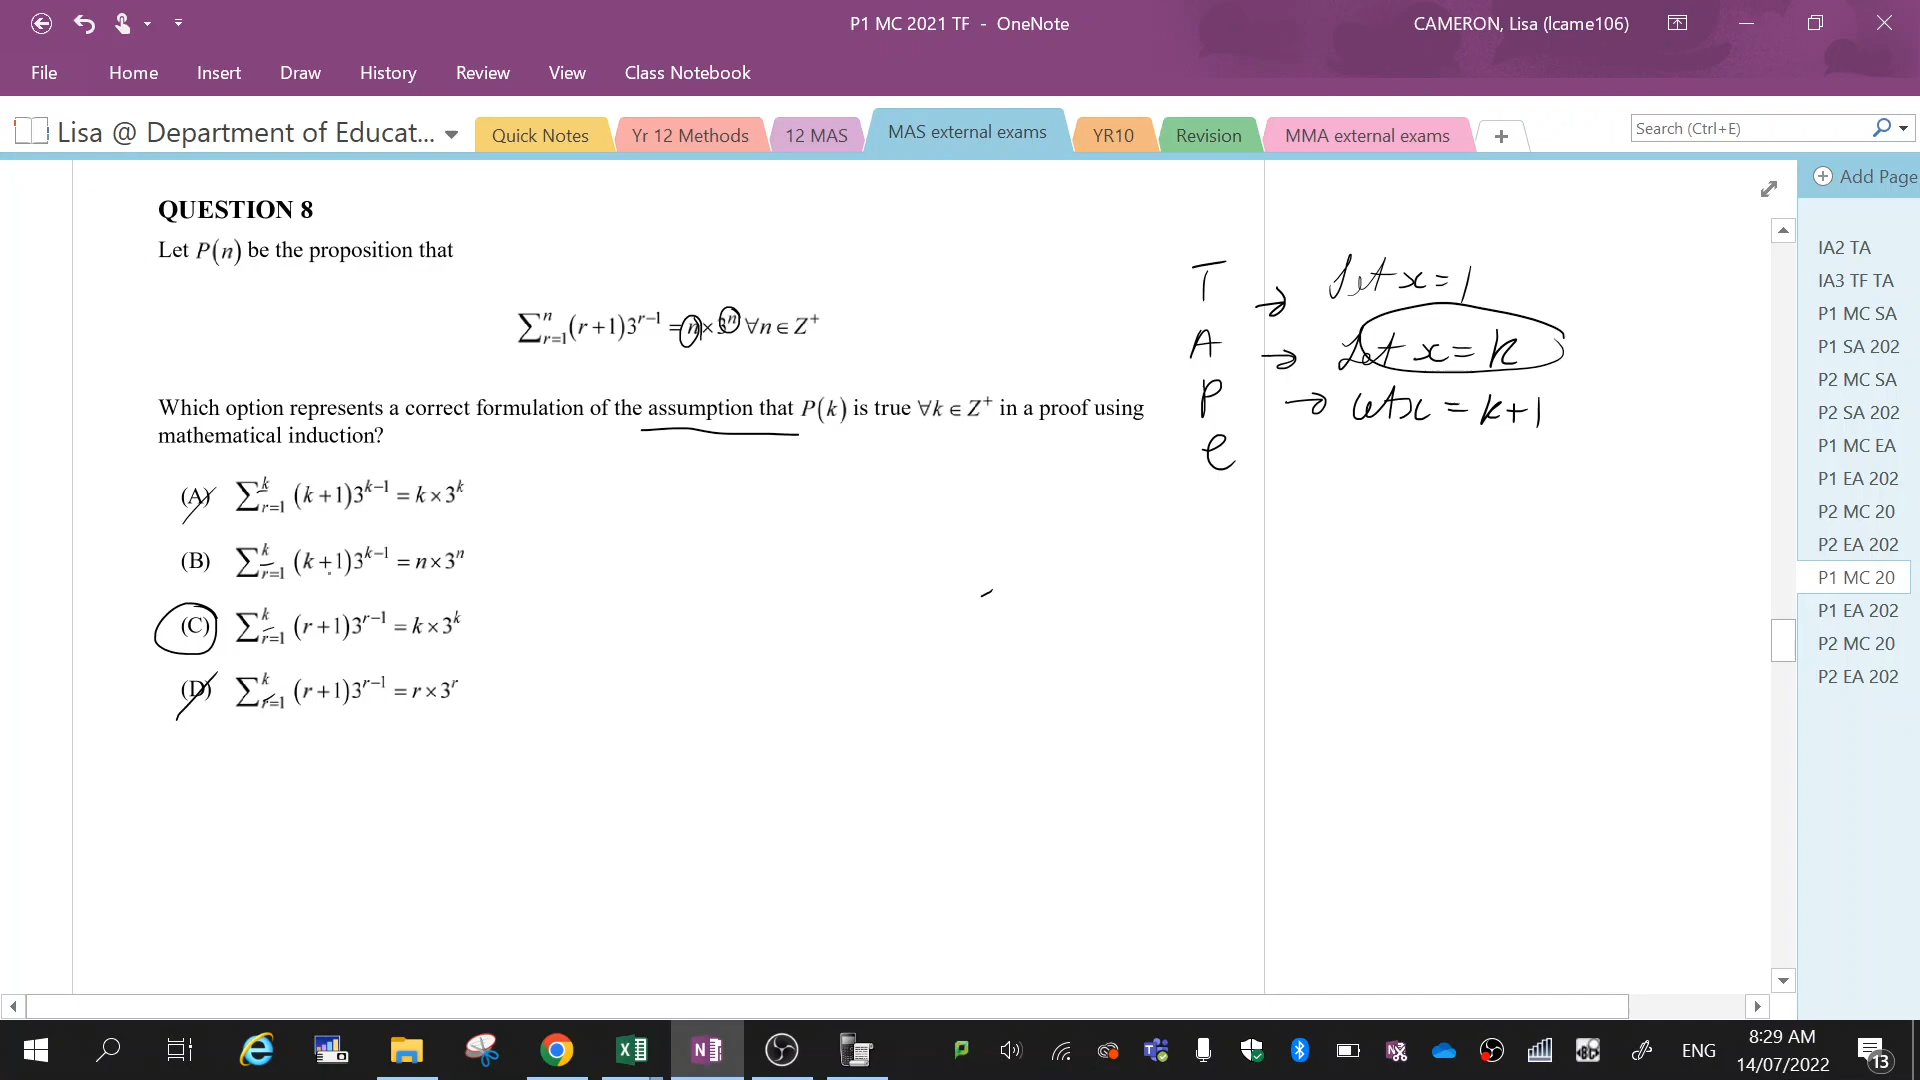 P1 MC 2021 TF - OneNote
CAMERON, Lisa (lcame106)
File Home Insert Draw History Review View Class Notebook
Lisa @ Department of Educat...
Quick Notes
Yr 12 Methods
12 MAS
MAS external exams
YR10
Revision
MMA external exams
Search (Ctrl+E)
Add Page
QUESTION 8
Let P(n) be the proposition that
∑ⁿᵣ₌₁ (r+1)3ʳ⁻¹ = n × 3ⁿ ∀n ∈ Z⁺
Which option represents a correct formulation of the assumption that P(k) is true ∀k ∈ Z⁺ in a proof using
mathematical induction?
(A) ∑ᵏᵣ₌₁ (k+1)3ᵏ⁻¹ = k × 3ᵏ
(B) ∑ᵏᵣ₌₁ (k+1)3ᵏ⁻¹ = n × 3ⁿ
(C) ∑ᵏᵣ₌₁ (r+1)3ʳ⁻¹ = k × 3ᵏ
(D) ∑ᵏᵣ₌₁ (r+1)3ʳ⁻¹ = r × 3ʳ
T → let x = 1
A → Let x = k
P → let x = k+1
e
IA2 TA
IA3 TF TA
P1 MC SA
P1 SA 202
P2 MC SA
P2 SA 202
P1 MC EA
P1 EA 202
P2 MC 20
P2 EA 202
P1 MC 20
P1 EA 202
P2 MC 20
P2 EA 202
ENG
8:29 AM
14/07/2022
13